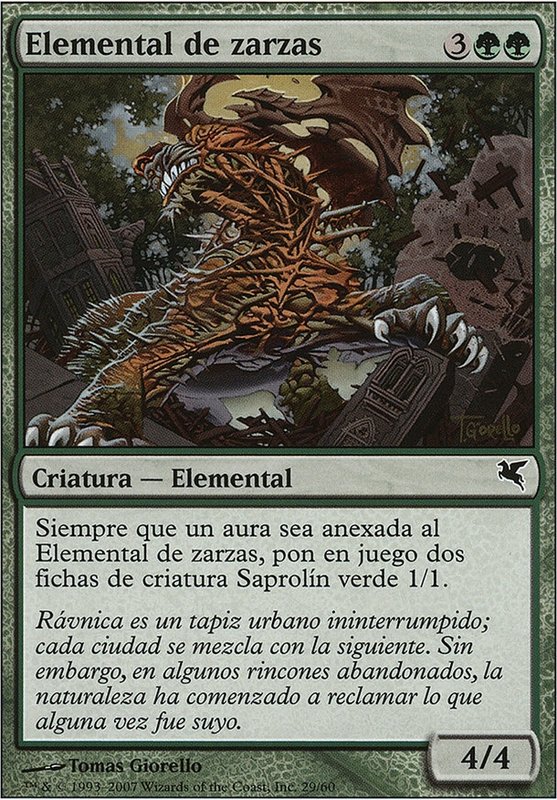 Elemental de zarzas 3
T. GORELLO
Criatura — Elemental
Siempre que un aura sea anexada al
Elemental de zarzas, pon en juego dos
fichas de criatura Saprolín verde 1/1.
Rávnica es un tapiz urbano ininterrumpido;
cada ciudad se mezcla con la siguiente. Sin
embargo, en algunos rincones abandonados, la
naturaleza ha comenzado a reclamar lo que
alguna vez fue suyo.
4/4
Tomas Giorello
™ & © 1993–2007 Wizards of the Coast, Inc. 29/60